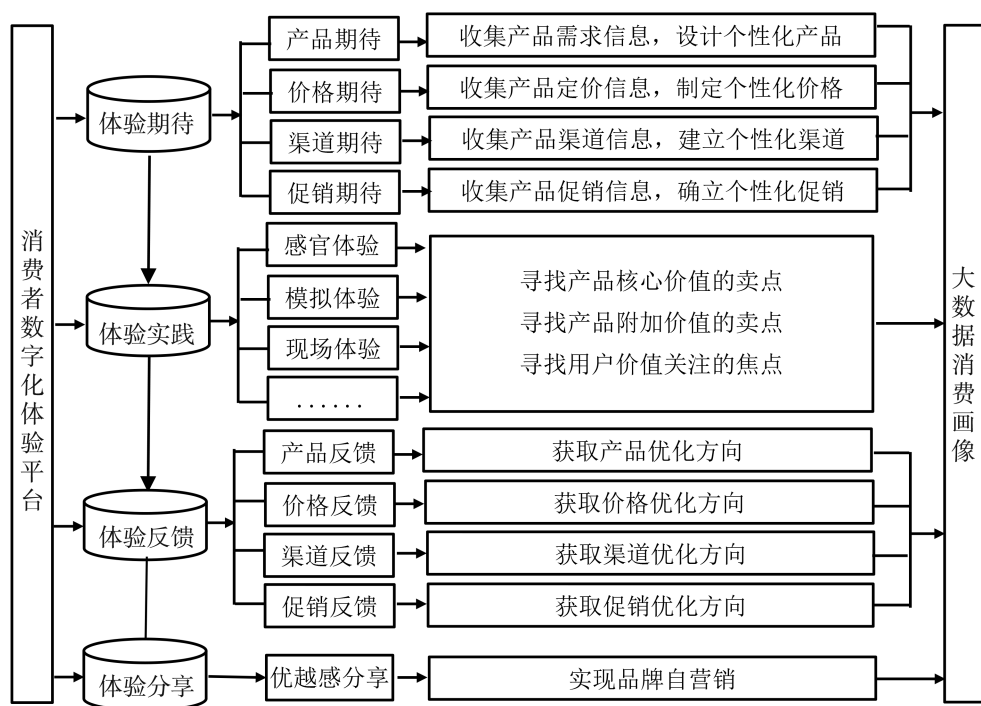 消费者数字化体验平台
体验期待
产品期待
收集产品需求信息，设计个性化产品
价格期待
收集产品定价信息，制定个性化价格
渠道期待
收集产品渠道信息，建立个性化渠道
促销期待
收集产品促销信息，确立个性化促销
体验实践
感官体验
模拟体验
现场体验
......
寻找产品核心价值的卖点
寻找产品附加价值的卖点
寻找用户价值关注的焦点
体验反馈
产品反馈
获取产品优化方向
价格反馈
获取价格优化方向
渠道反馈
获取渠道优化方向
促销反馈
获取促销优化方向
体验分享
优越感分享
实现品牌自营销
大数据消费画像